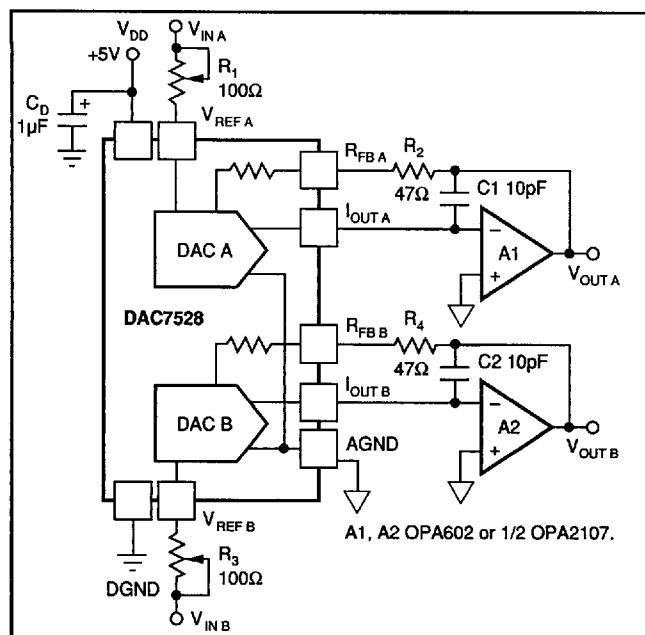 V_DD
+5V
C_D
1µF
+
V_IN A
R_1
100Ω
V_REF A
R_FB A
R_2
47Ω
C1 10pF
I_OUT A
DAC A
−
A1
+
V_OUT A
DAC7528
R_FB B
R_4
47Ω
C2 10pF
I_OUT B
DAC B
−
A2
+
V_OUT B
AGND
V_REF B
A1, A2 OPA602 or 1/2 OPA2107.
R_3
100Ω
DGND
V_IN B